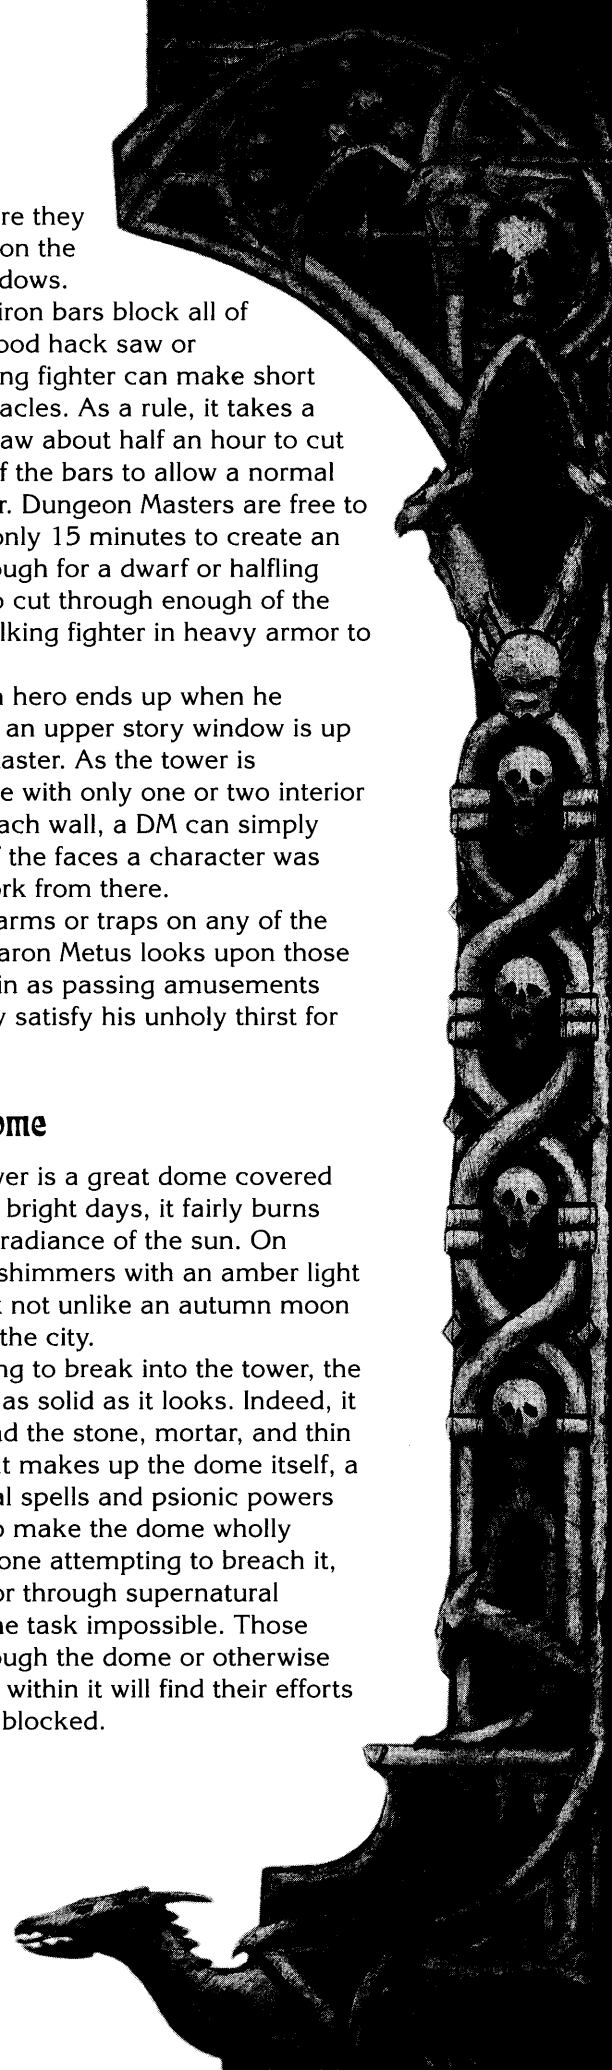 re they
on the
dows.
iron bars block all of
ood hack saw or
ng fighter can make short
acles. As a rule, it takes a
aw about half an hour to cut
f the bars to allow a normal
r. Dungeon Masters are free to
only 15 minutes to create an
ough for a dwarf or halfling
o cut through enough of the
lking fighter in heavy armor to
n hero ends up when he
an upper story window is up
aster. As the tower is
e with only one or two interior
ach wall, a DM can simply
f the faces a character was
ork from there.
arms or traps on any of the
aron Metus looks upon those
in as passing amusements
y satisfy his unholy thirst for
ome
wer is a great dome covered
bright days, it fairly burns
radiance of the sun. On
shimmers with an amber light
k not unlike an autumn moon
the city.
ng to break into the tower, the
as solid as it looks. Indeed, it
nd the stone, mortar, and thin
t makes up the dome itself, a
al spells and psionic powers
o make the dome wholly
one attempting to breach it,
or through supernatural
ne task impossible. Those
ough the dome or otherwise
within it will find their efforts
blocked.